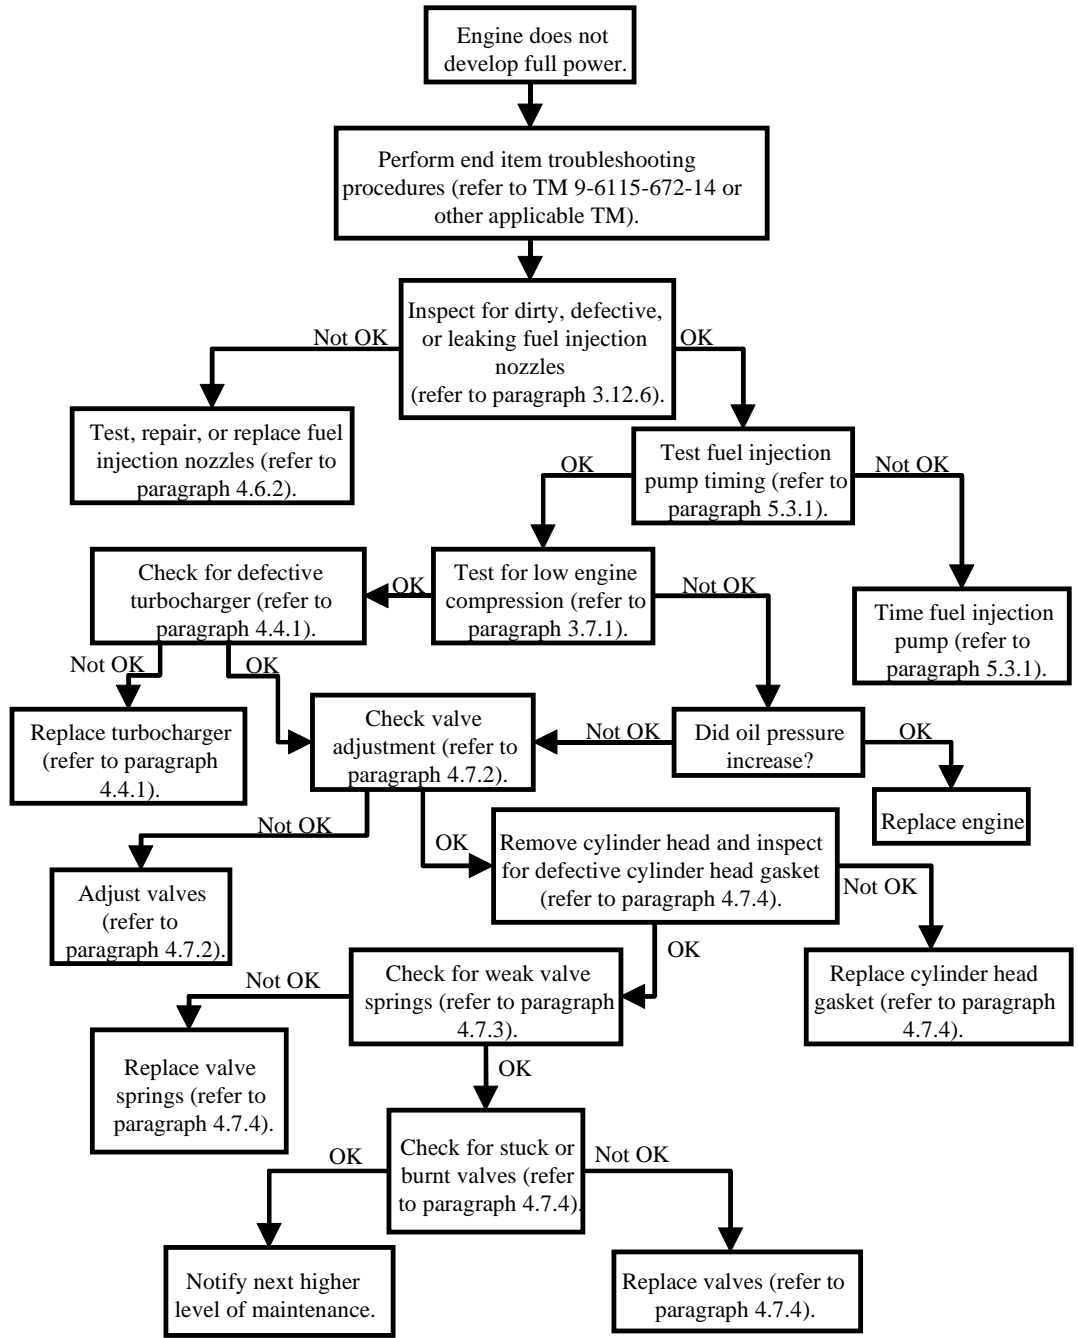 Engine does not
develop full power.
Perform end item troubleshooting
procedures (refer to TM 9-6115-672-14 or
other applicable TM).
Inspect for dirty, defective,
or leaking fuel injection
nozzles
(refer to paragraph 3.12.6).
Not OK
OK
Test, repair, or replace fuel
injection nozzles (refer to
paragraph 4.6.2).
Test fuel injection
pump timing (refer to
paragraph 5.3.1).
OK
Not OK
Check for defective
turbocharger (refer to
paragraph 4.4.1).
OK
Test for low engine
compression (refer to
paragraph 3.7.1).
Not OK
Time fuel injection
pump (refer to
paragraph 5.3.1).
Not OK
OK
Replace turbocharger
(refer to paragraph
4.4.1).
Check valve
adjustment (refer to
paragraph 4.7.2).
Not OK
Did oil pressure
increase?
OK
Replace engine
Not OK
OK
Remove cylinder head and inspect
for defective cylinder head gasket
(refer to paragraph 4.7.4).
Not OK
Adjust valves
(refer to
paragraph 4.7.2).
OK
Not OK
Check for weak valve
springs (refer to paragraph
4.7.3).
Replace cylinder head
gasket (refer to paragraph
4.7.4).
Replace valve
springs (refer to
paragraph 4.7.4).
OK
OK
Check for stuck or
burnt valves (refer
to paragraph 4.7.4).
Not OK
Notify next higher
level of maintenance.
Replace valves (refer to
paragraph 4.7.4).